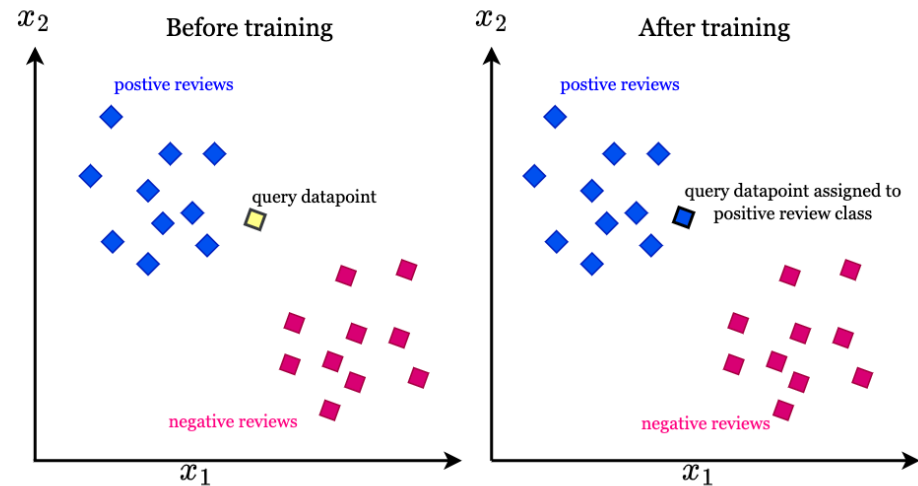 x₂
Before training
postive reviews
query datapoint
negative reviews
x₁
x₂
After training
postive reviews
query datapoint assigned to
positive review class
negative reviews
x₁